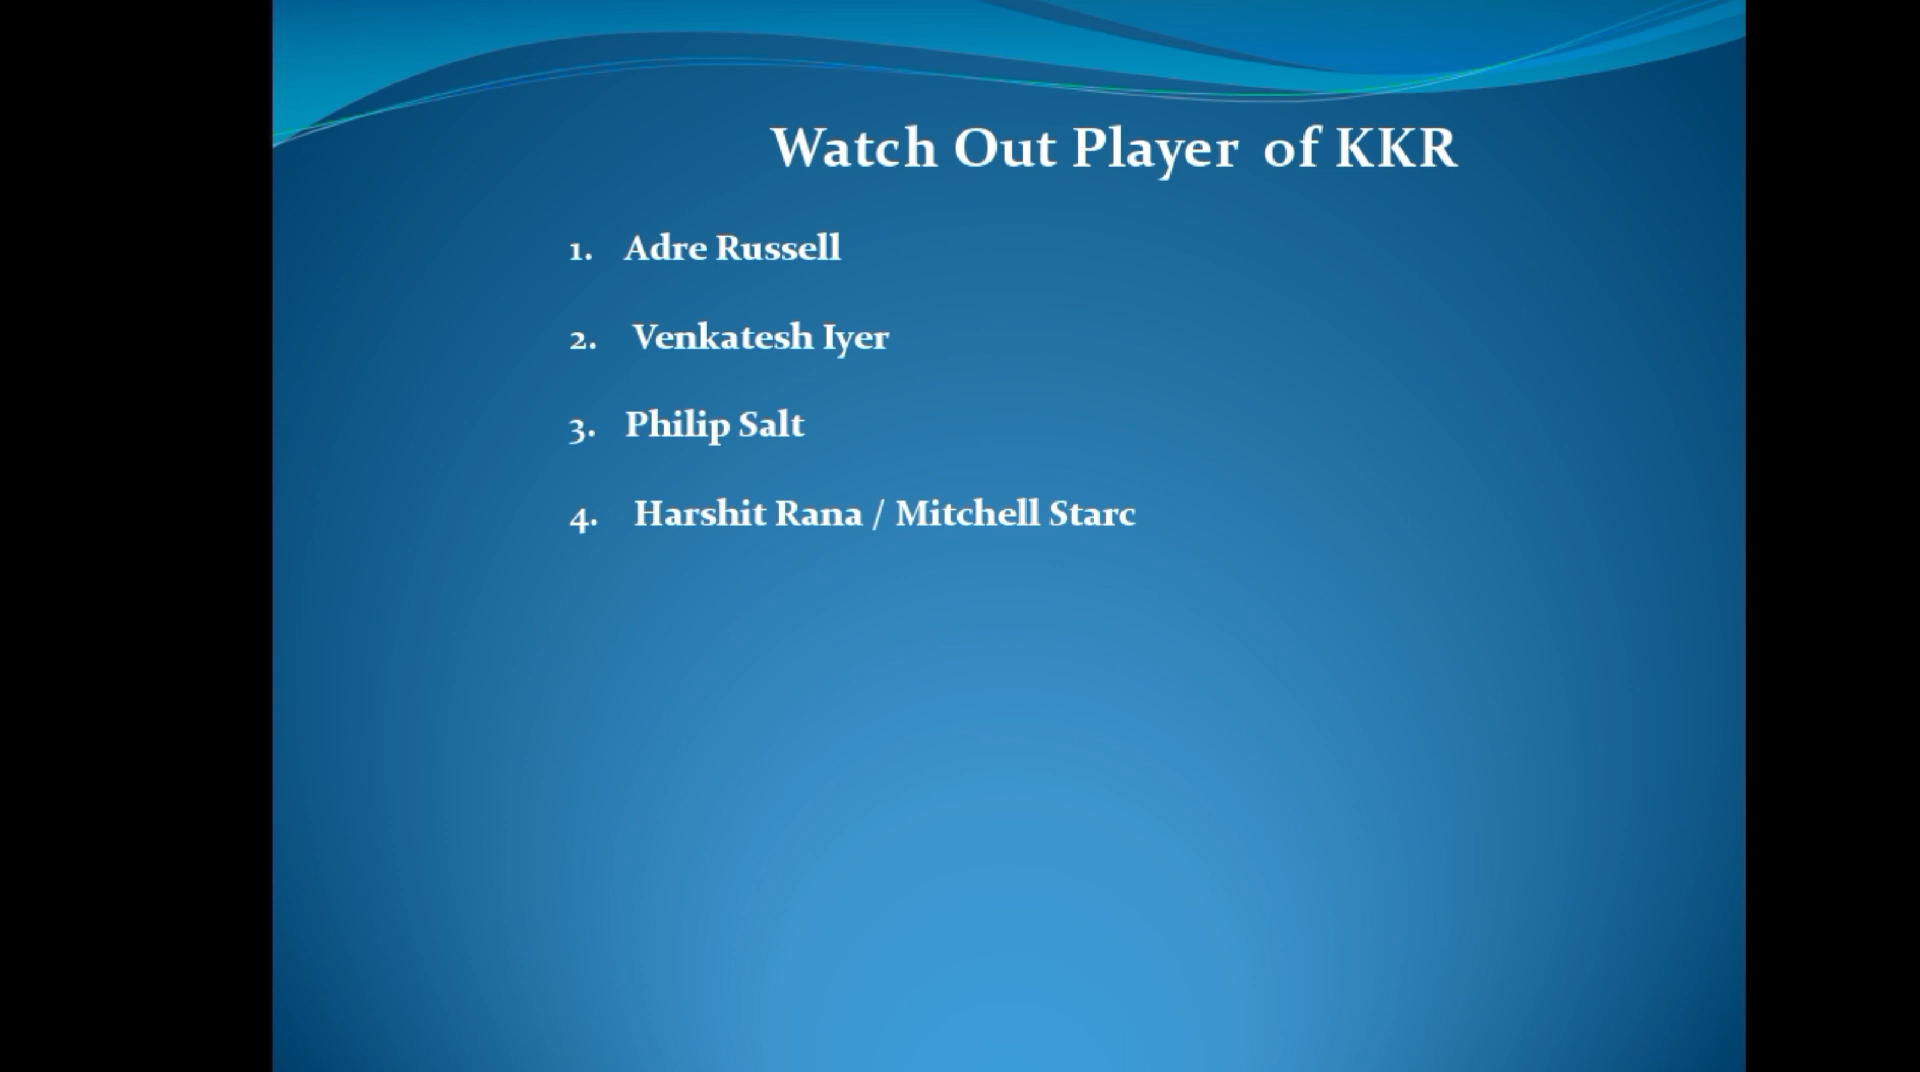 Watch Out Player of KKR
1. Adre Russell
2. Venkatesh Iyer
3. Philip Salt
4. Harshit Rana / Mitchell Starc